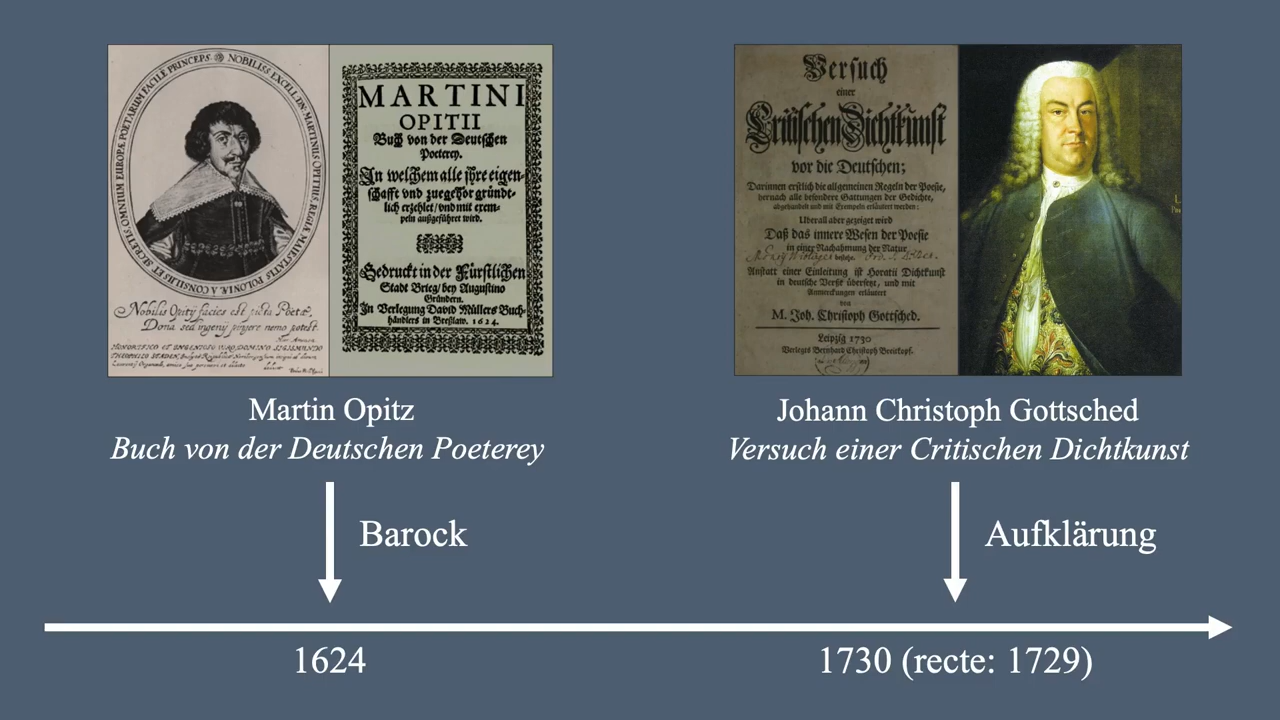 NOBILISS. EXCELL. DN. MARTINUS OPITIUS REGIÆ MAIESTATIS POLONIÆ A CONSILIIS ET SECRETIS. OMNIUM EUROPÆ POETARUM FACILE PRINCEPS
Nobilis Opity facies est picta Poetæ,
Dona sed ingenij pingere nemo potest.
MARTINI
OPITII
Buch von der Deutschen
Poeterey.
In welchem alle jhre eigen-
schafft vnd zuegehör gründt-
lich erzehlet/ vnd mit exem-
peln außgeführet wird.
Gedruckt in der Fürstlichen
Stadt Brieg/ bey Augustino
Gründern.
In Verlegung David Müllers Buch-
händlers in Breßlaw. 1624.
Versuch
einer
Critischen Dichtkunst
vor die Deutschen;
Darinnen erstlich die allgemeinen Regeln der Poesie,
hernach alle besondere Gattungen der Gedichte,
abgehandelt und mit Exempeln erläutert werden:
Uberall aber gezeiget wird
Daß das innere Wesen der Poesie
in einer Nachahmung der Natur
bestehe.
Anstatt einer Einleitung ist Horatii Dichtkunst
in deutsche Verße übersetzt, und mit
Anmerckungen erläutert
von
M. Joh. Christoph Gottsched.
Leipzig 1730
Verlegts Bernhard Christoph Breitkopf.
Martin Opitz
Buch von der Deutschen Poeterey
Johann Christoph Gottsched
Versuch einer Critischen Dichtkunst
Barock
Aufklärung
1624
1730 (recte: 1729)